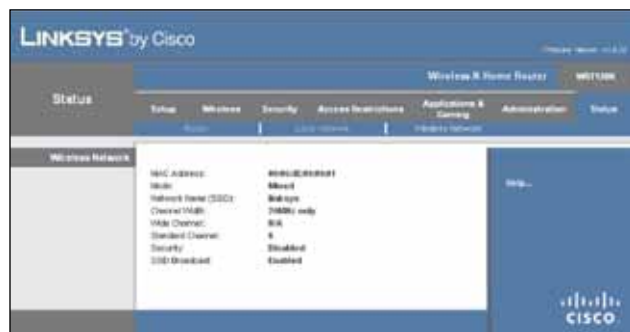 LINKSYS® by Cisco
Wireless-N Home Router
Status
Setup Wireless Security Access Restrictions Applications & Gaming Administration Status
Wireless Network
Wireless Network
MAC Address:
Mode: Mixed
Network Name (SSID): linksys
Channel Width: 20MHz only
Wide Channel: N/A
Standard Channel: 6
Security: Disabled
SSID Broadcast: Enabled
Help...
CISCO